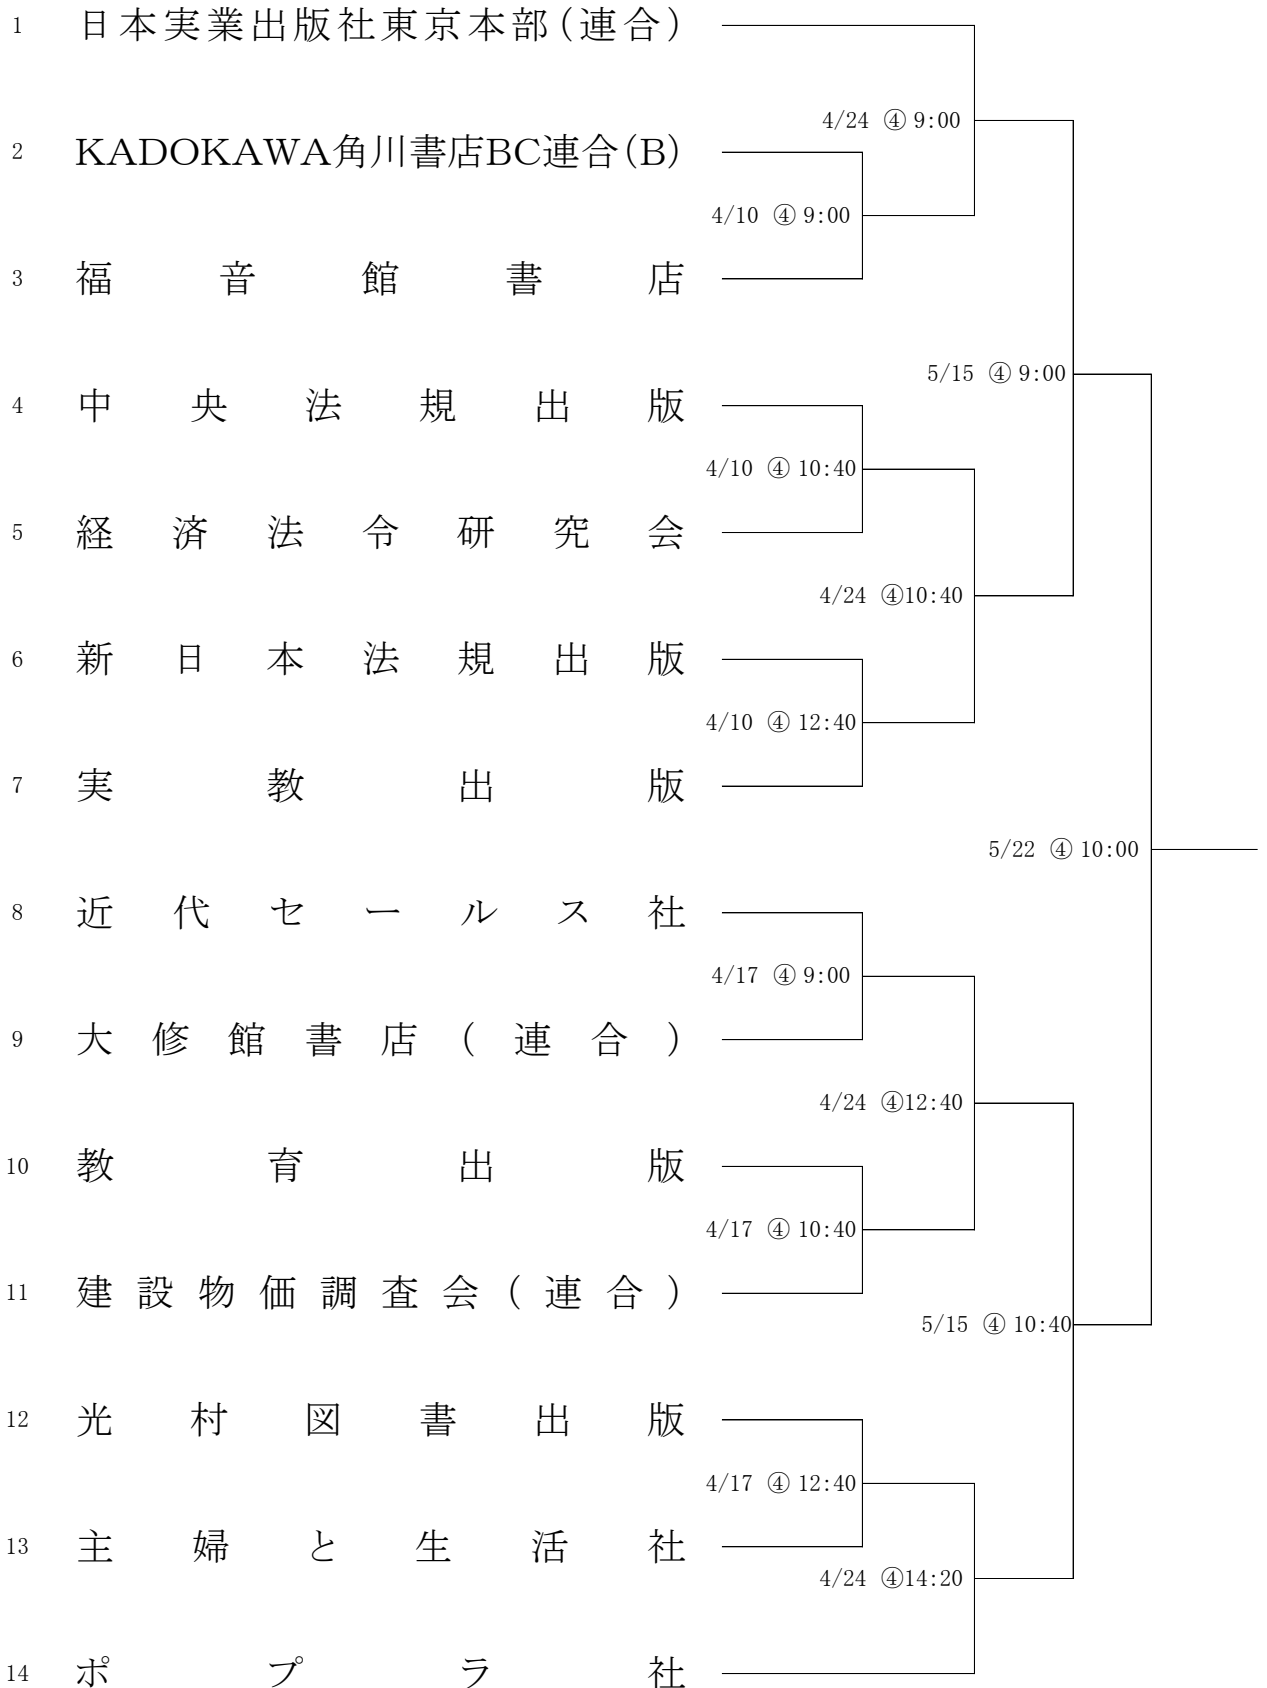 1 日本実業出版社東京本部(連合)
4/24 ④ 9:00
2 KADOKAWA角川書店BC連合(B)
4/10 ④ 9:00
3 福音館書店
5/15 ④ 9:00
4 中央法規出版
4/10 ④ 10:40
5 経済法令研究会
4/24 ④10:40
6 新日本法規出版
4/10 ④ 12:40
7 実教出版
5/22 ④ 10:00
8 近代セールス社
4/17 ④ 9:00
9 大修館書店(連合)
4/24 ④12:40
10 教育出版
4/17 ④ 10:40
11 建設物価調査会(連合)
5/15 ④ 10:40
12 光村図書出版
4/17 ④ 12:40
13 主婦と生活社
4/24 ④14:20
14 ポプラ社